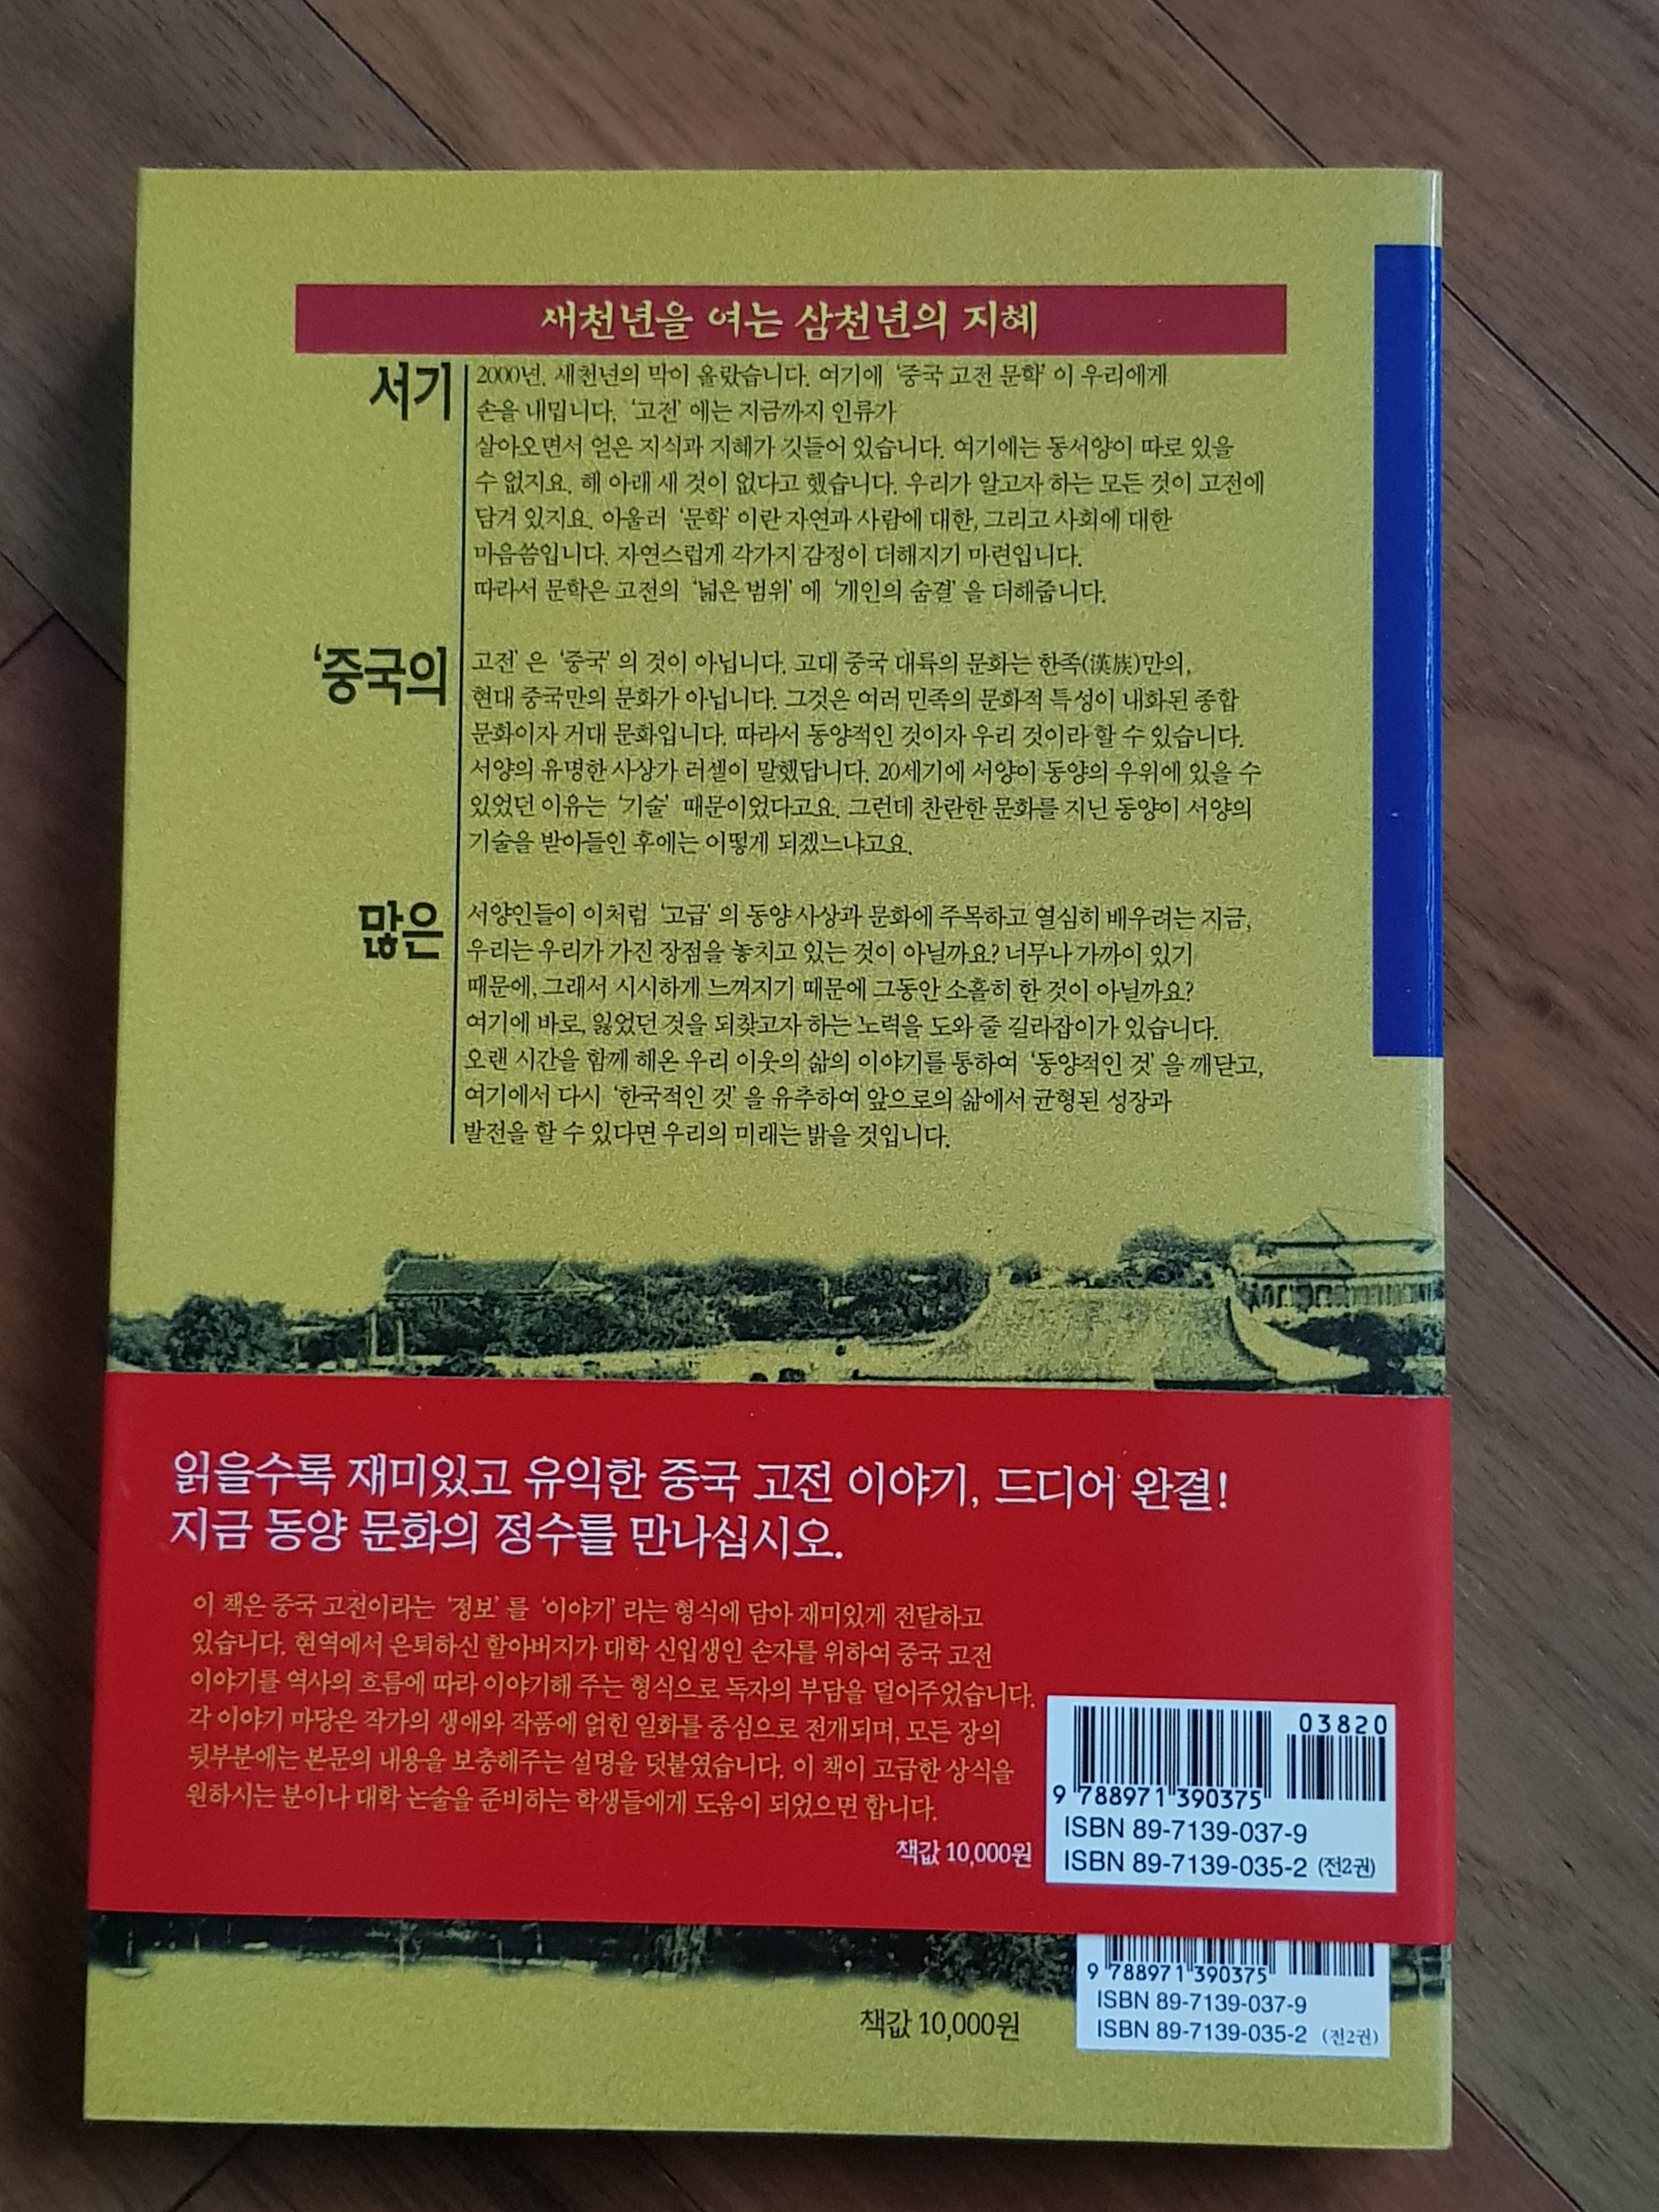 새천년을 여는 삼천년의 지혜
서기 2000년. 새천년의 막이 올랐습니다. 여기에 '중국 고전 문학'이 우리에게
손을 내밉니다. '고전'에는 지금까지 인류가
살아오면서 얻은 지식과 지혜가 깃들어 있습니다. 여기에는 동서양이 따로 있을
수 없지요. 해 아래 새 것이 없다고 했습니다. 우리가 알고자 하는 모든 것이 고전에
담겨 있지요. 아울러 '문학'이란 자연과 사람에 대한, 그리고 사회에 대한
마음씀입니다. 자연스럽게 각가지 감정이 더해지기 마련입니다.
따라서 문학은 고전의 '넓은 범위'에 '개인의 숨결'을 더해줍니다.
'중국의 고전'은 '중국'의 것이 아닙니다. 고대 중국 대륙의 문화는 한족(漢族)만의,
현대 중국만의 문화가 아닙니다. 그것은 여러 민족의 문화적 특성이 내화된 종합
문화이자 거대 문화입니다. 따라서 동양적인 것이자 우리 것이라 할 수 있습니다.
서양의 유명한 사상가 러셀이 말했답니다. 20세기에 서양이 동양의 우위에 있을 수
있었던 이유는 '기술' 때문이었다고요. 그런데 찬란한 문화를 지닌 동양이 서양의
기술을 받아들인 후에는 어떻게 되겠느냐고요.
많은 서양인들이 이처럼 '고급'의 동양 사상과 문화에 주목하고 열심히 배우려는 지금,
우리는 우리가 가진 장점을 놓치고 있는 것이 아닐까요? 너무나 가까이 있기
때문에, 그래서 시시하게 느껴지기 때문에 그동안 소홀히 한 것이 아닐까요?
여기에 바로, 잃었던 것을 되찾고자 하는 노력을 도와 줄 길라잡이가 있습니다.
오랜 시간을 함께 해온 우리 이웃의 삶의 이야기를 통하여 '동양적인 것'을 깨닫고,
여기에서 다시 '한국적인 것'을 유추하여 앞으로의 삶에서 균형된 성장과
발전을 할 수 있다면 우리의 미래는 밝을 것입니다.
읽을수록 재미있고 유익한 중국 고전 이야기, 드디어 완결!
지금 동양 문화의 정수를 만나십시오.
이 책은 중국 고전이라는 '정보'를 '이야기'라는 형식에 담아 재미있게 전달하고
있습니다. 현역에서 은퇴하신 할아버지가 대학 신입생인 손자를 위하여 중국 고전
이야기를 역사의 흐름에 따라 이야기해 주는 형식으로 독자의 부담을 덜어주었습니다.
각 이야기 마당은 작가의 생애와 작품에 얽힌 일화를 중심으로 전개되며, 모든 장의
뒷부분에는 본문의 내용을 보충해주는 설명을 덧붙였습니다. 이 책이 고급한 상식을
원하시는 분이나 대학 논술을 준비하는 학생들에게 도움이 되었으면 합니다.
책값 10,000원
03820
9 788971 390375
ISBN 89-7139-037-9
ISBN 89-7139-035-2 (전2권)
9 788971 390375
ISBN 89-7139-037-9
ISBN 89-7139-035-2 (전2권)
책값 10,000원